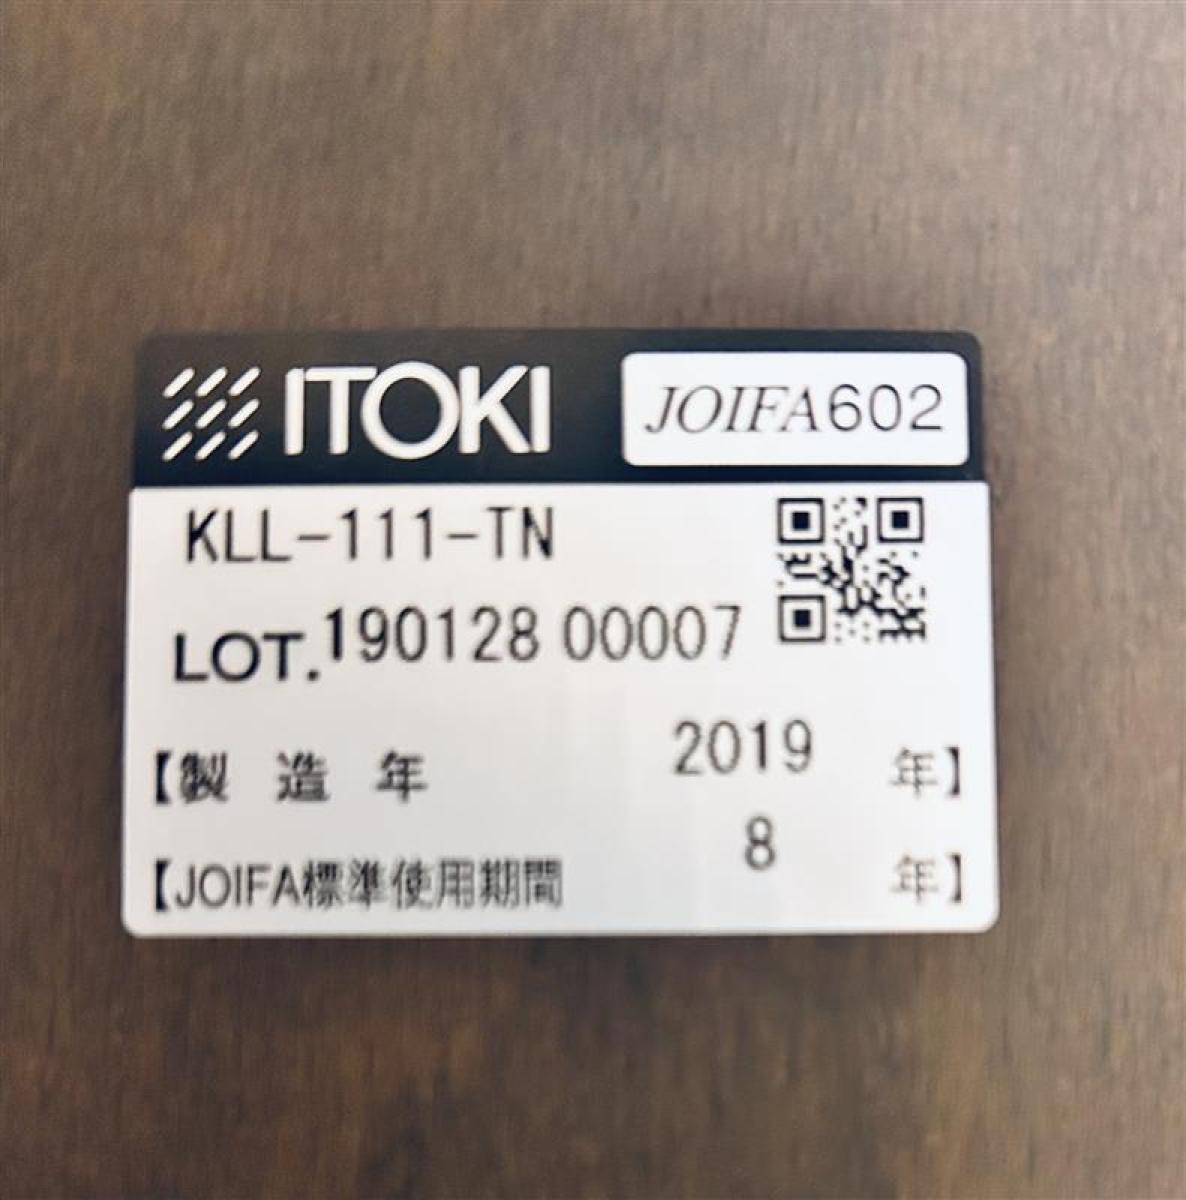 ITOKI JOIFA602
KLL-111-TN
LOT.190128 00007
【製 造 年 2019 年】
【JOIFA標準使用期間 8 年】